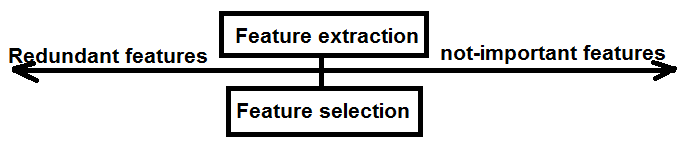 Feature extraction
Redundant features
not-important features
Feature selection